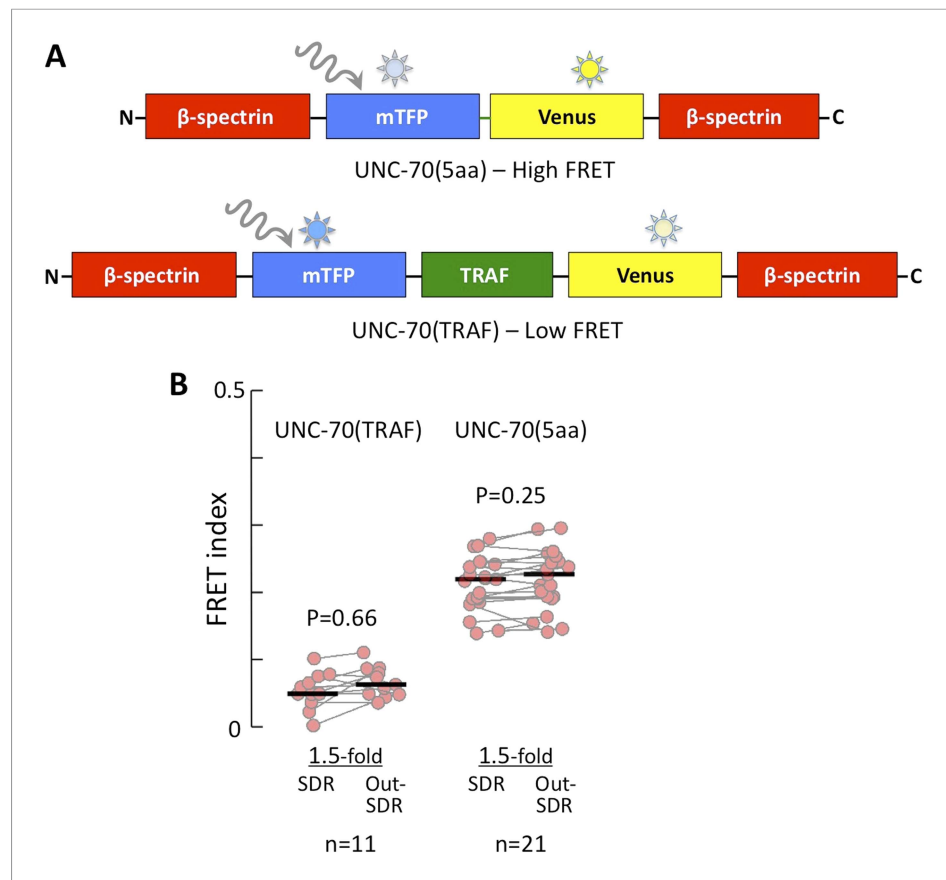 A
N β-spectrin mTFP Venus β-spectrin C
UNC-70(5aa) – High FRET
N β-spectrin mTFP TRAF Venus β-spectrin C
UNC-70(TRAF) – Low FRET
B
0.5
UNC-70(TRAF) UNC-70(5aa)
P=0.25
FRET index
P=0.66
0
1.5-fold 1.5-fold
SDR Out-SDR SDR Out-SDR
n=11 n=21